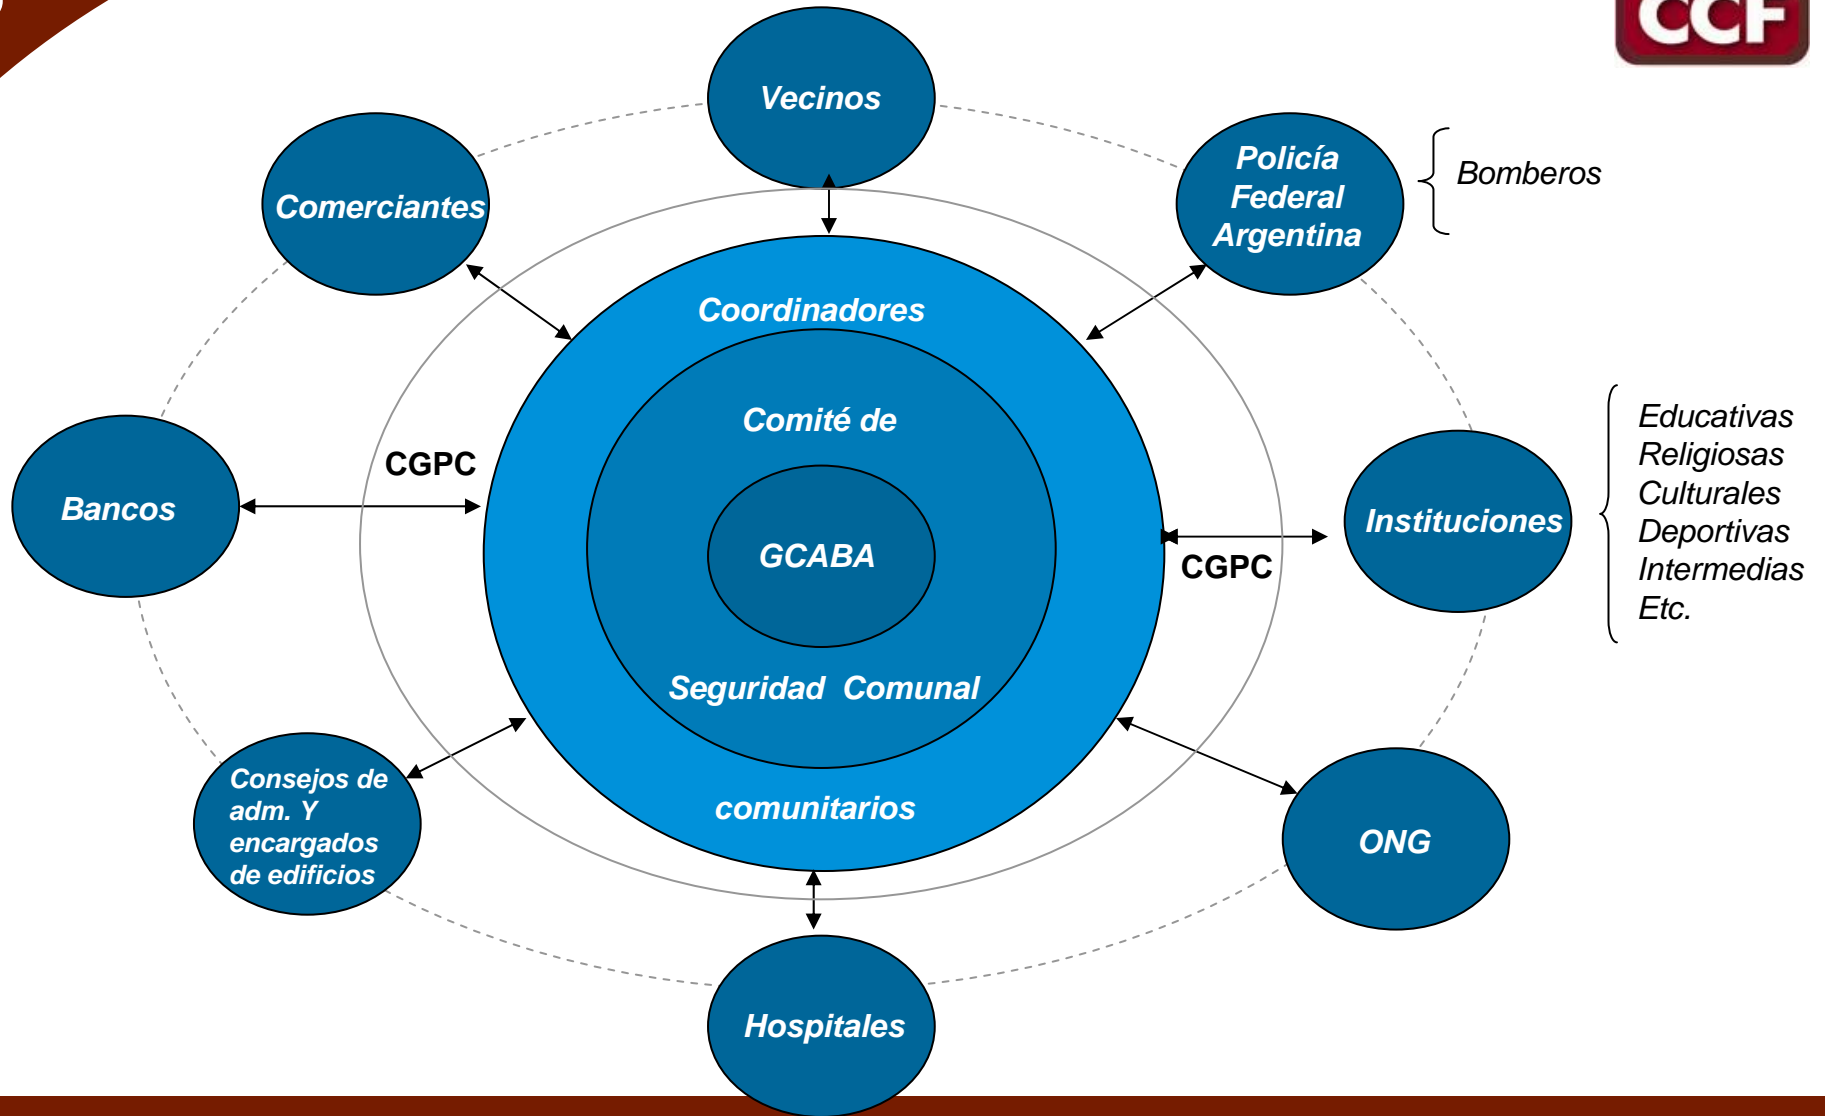 CCF
Vecinos
Comerciantes
Policía
Federal
Argentina
Bomberos
Coordinadores
Comité de
CGPC
Bancos
GCABA
CGPC
Instituciones
Educativas
Religiosas
Culturales
Deportivas
Intermedias
Etc.
Seguridad Comunal
comunitarios
Consejos de
adm. Y
encargados
de edificios
ONG
Hospitales